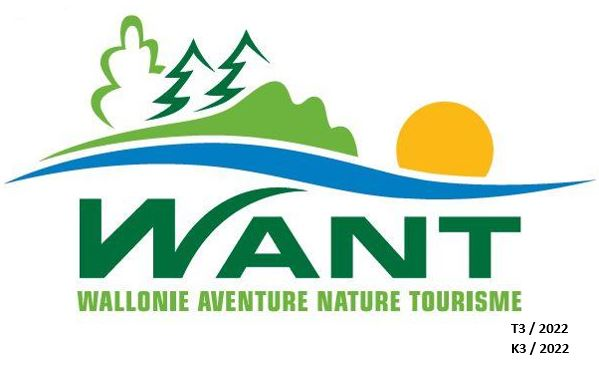 WANT
WALLONIE AVENTURE NATURE TOURISME
T3 / 2022
K3 / 2022